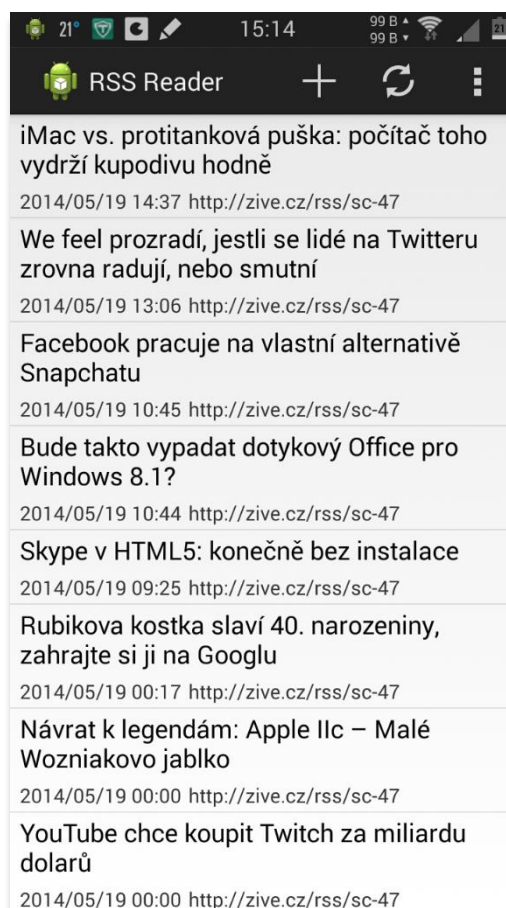 21° 15:14 99 B 99 B 21
RSS Reader
iMac vs. protitanková puška: počítač toho
vydrží kupodivu hodně
2014/05/19 14:37 http://zive.cz/rss/sc-47
We feel prozradí, jestli se lidé na Twitteru
zrovna radují, nebo smutní
2014/05/19 13:06 http://zive.cz/rss/sc-47
Facebook pracuje na vlastní alternativě
Snapchatu
2014/05/19 10:45 http://zive.cz/rss/sc-47
Bude takto vypadat dotykový Office pro
Windows 8.1?
2014/05/19 10:44 http://zive.cz/rss/sc-47
Skype v HTML5: konečně bez instalace
2014/05/19 09:25 http://zive.cz/rss/sc-47
Rubikova kostka slaví 40. narozeniny,
zahrajte si ji na Googlu
2014/05/19 00:17 http://zive.cz/rss/sc-47
Návrat k legendám: Apple IIc – Malé
Wozniakovo jablko
2014/05/19 00:00 http://zive.cz/rss/sc-47
YouTube chce koupit Twitch za miliardu
dolarů
2014/05/19 00:00 http://zive.cz/rss/sc-47